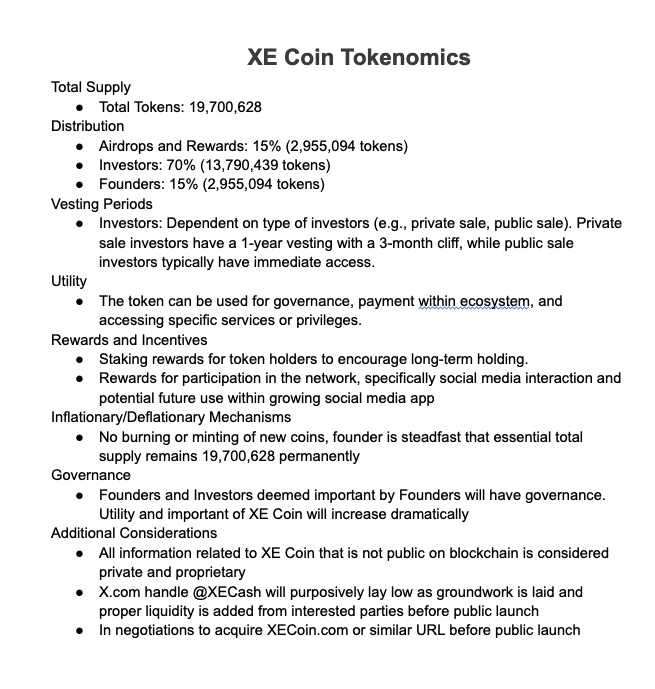 XE Coin Tokenomics
Total Supply
● Total Tokens: 19,700,628
Distribution
● Airdrops and Rewards: 15% (2,955,094 tokens)
● Investors: 70% (13,790,439 tokens)
● Founders: 15% (2,955,094 tokens)
Vesting Periods
● Investors: Dependent on type of investors (e.g., private sale, public sale). Private
sale investors have a 1-year vesting with a 3-month cliff, while public sale
investors typically have immediate access.
Utility
● The token can be used for governance, payment within ecosystem, and
accessing specific services or privileges.
Rewards and Incentives
● Staking rewards for token holders to encourage long-term holding.
● Rewards for participation in the network, specifically social media interaction and
potential future use within growing social media app
Inflationary/Deflationary Mechanisms
● No burning or minting of new coins, founder is steadfast that essential total
supply remains 19,700,628 permanently
Governance
● Founders and Investors deemed important by Founders will have governance.
Utility and important of XE Coin will increase dramatically
Additional Considerations
● All information related to XE Coin that is not public on blockchain is considered
private and proprietary
● X.com handle @XECash will purposively lay low as groundwork is laid and
proper liquidity is added from interested parties before public launch
● In negotiations to acquire XECoin.com or similar URL before public launch